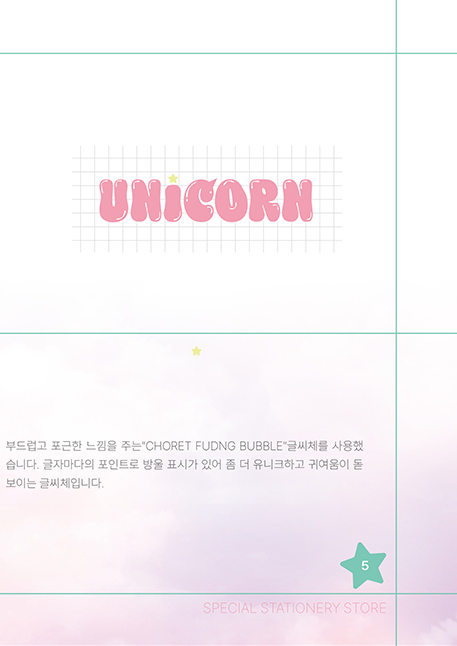 UNiCORN
부드럽고 포근한 느낌을 주는"CHORET FUDNG BUBBLE"글씨체를 사용했
습니다. 글자마다의 포인트로 방울 표시가 있어 좀 더 유니크하고 귀여움이 돋
보이는 글씨체입니다.
5
SPECIAL STATIONERY STORE